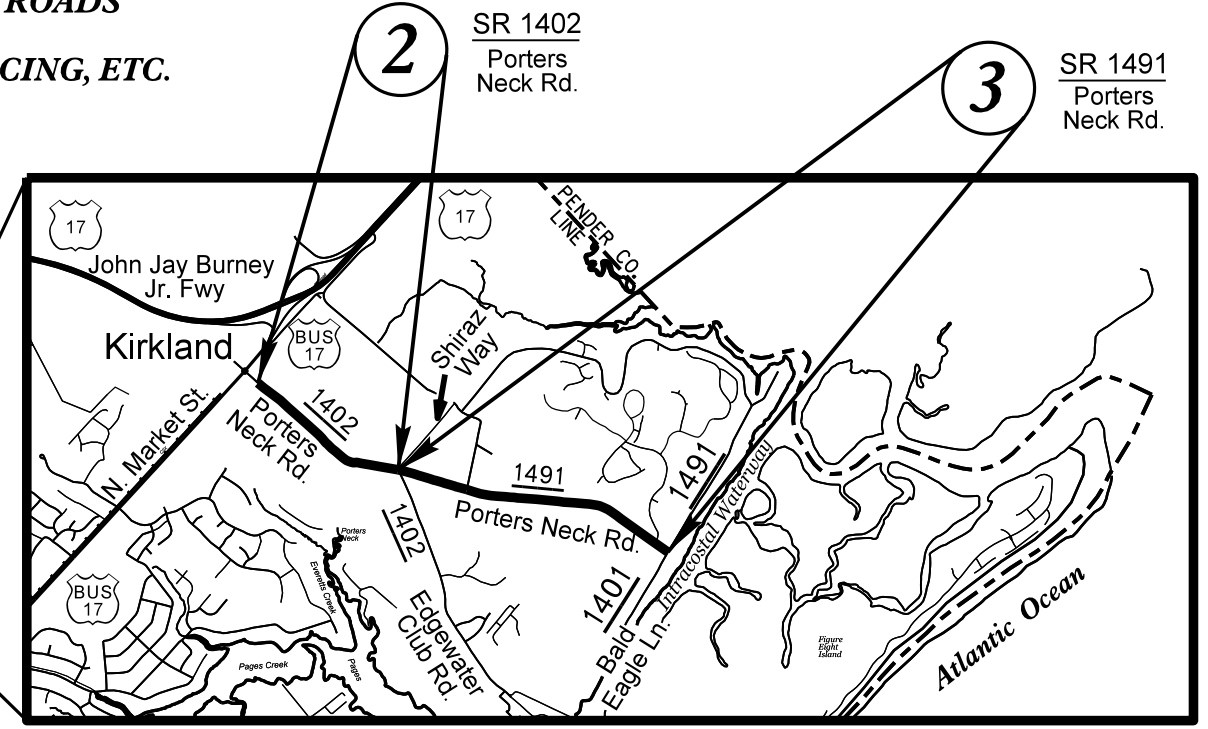 ROADS
CING, ETC.
2
SR 1402
Porters
Neck Rd.
3
SR 1491
Porters
Neck Rd.
17
17
PENDER CO.
LINE
John Jay Burney
Jr. Fwy
Kirkland
BUS
17
Shiraz
Way
1402
Porters
Neck Rd.
N. Market St.
1491
1491
Porters Neck Rd.
Intracostal Waterway
1402
Porters
Neck
Everetts Creek
BUS
17
Edgewater
Club Rd.
1401
Bald
Eagle Ln.
Pages Creek
Pages
Figure
Eight
Island
Atlantic Ocean